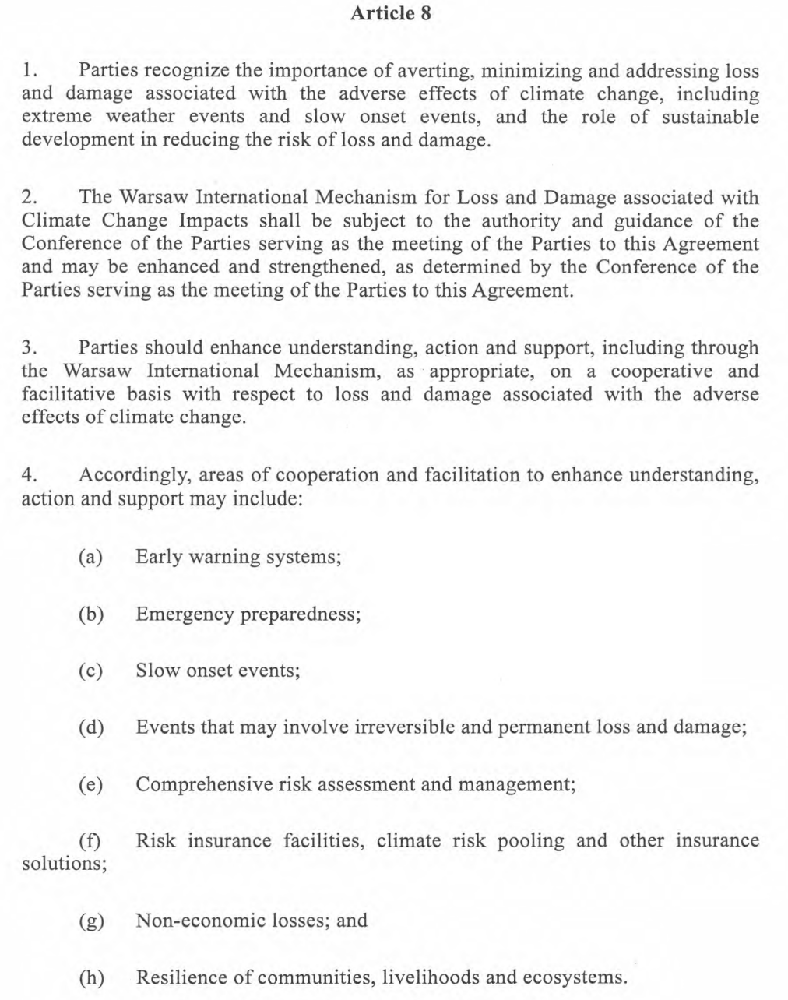 Article 8
1. Parties recognize the importance of averting, minimizing and addressing loss
and damage associated with the adverse effects of climate change, including
extreme weather events and slow onset events, and the role of sustainable
development in reducing the risk of loss and damage.
2. The Warsaw International Mechanism for Loss and Damage associated with
Climate Change Impacts shall be subject to the authority and guidance of the
Conference of the Parties serving as the meeting of the Parties to this Agreement
and may be enhanced and strengthened, as determined by the Conference of the
Parties serving as the meeting of the Parties to this Agreement.
3. Parties should enhance understanding, action and support, including through
the Warsaw International Mechanism, as appropriate, on a cooperative and
facilitative basis with respect to loss and damage associated with the adverse
effects of climate change.
4. Accordingly, areas of cooperation and facilitation to enhance understanding,
action and support may include:
(a) Early warning systems;
(b) Emergency preparedness;
(c) Slow onset events;
(d) Events that may involve irreversible and permanent loss and damage;
(e) Comprehensive risk assessment and management;
(f) Risk insurance facilities, climate risk pooling and other insurance
solutions;
(g) Non-economic losses; and
(h) Resilience of communities, livelihoods and ecosystems.